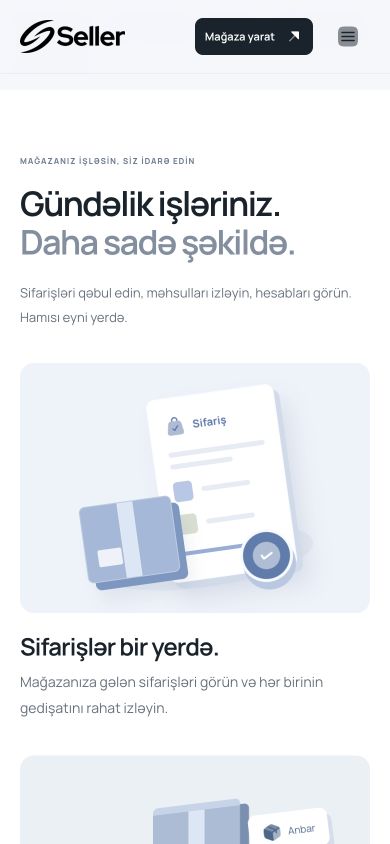 Seller
Mağaza yarat
MAĞAZANIZ İŞLƏSİN, SİZ İDARƏ EDİN
Gündəlik işləriniz.
Daha sadə şəkildə.
Sifarişləri qəbul edin, məhsulları izləyin, hesabları görün.
Hamısı eyni yerdə.
Sifariş
Sifarişlər bir yerdə.
Mağazanıza gələn sifarişləri görün və hər birinin
gedişatını rahat izləyin.
Anbar